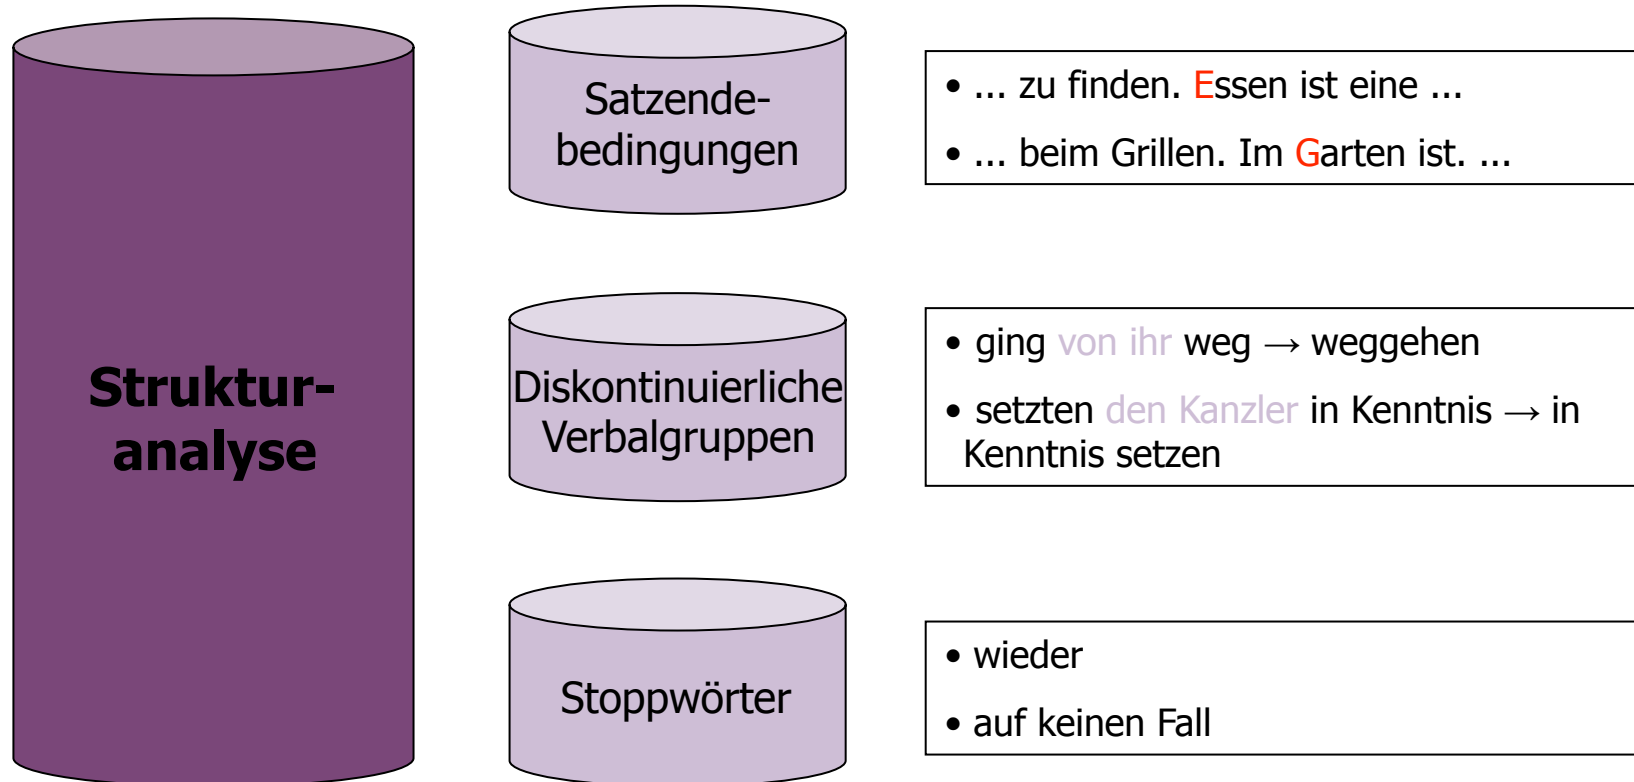 Struktur-
analyse
Satzende-
bedingungen
• ... zu finden. Essen ist eine ...
• ... beim Grillen. Im Garten ist. ...
Diskontinuierliche
Verbalgruppen
• ging von ihr weg → weggehen
• setzten den Kanzler in Kenntnis → in
Kenntnis setzen
Stoppwörter
• wieder
• auf keinen Fall